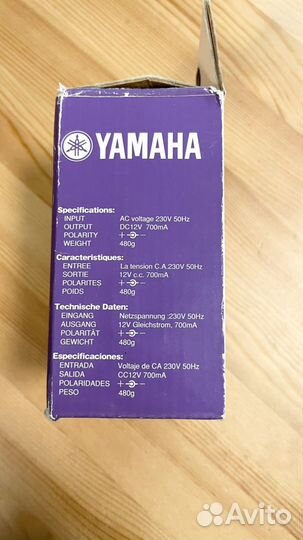 YAMAHA
Specifications:
INPUT AC voltage 230V 50Hz
OUTPUT DC12V 700mA
POLARITY + −
WEIGHT 480g
Caracteristiques:
ENTREE La tension C.A.230V 50Hz
SORTIE 12V c.c. 700mA
POLARITES + −
POIDS 480g
Technische Daten:
EINGANG Netzspannung :230V 50Hz
AUSGANG 12V Gleichstrom, 700mA
POLARITÄT + −
GEWICHT 480g
Especificaciones:
ENTRADA Voltaje de CA 230V 50Hz
SALIDA CC12V 700mA
POLARIDADES + −
PESO 480g
Avito